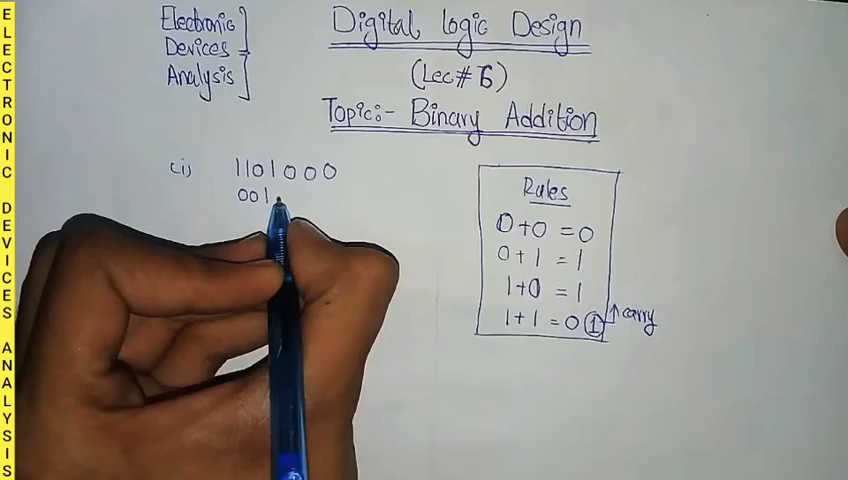 ELECTRONIC DEVICES ANALYSIS
Electronic
Devices
Analysis
Digital Logic Design
(Lec# 6)
Topic:- Binary Addition
(i) 1101000
001
Rules
0+0 = 0
0+1 = 1
1+0 = 1
1+1 = 0 1 ↑ carry